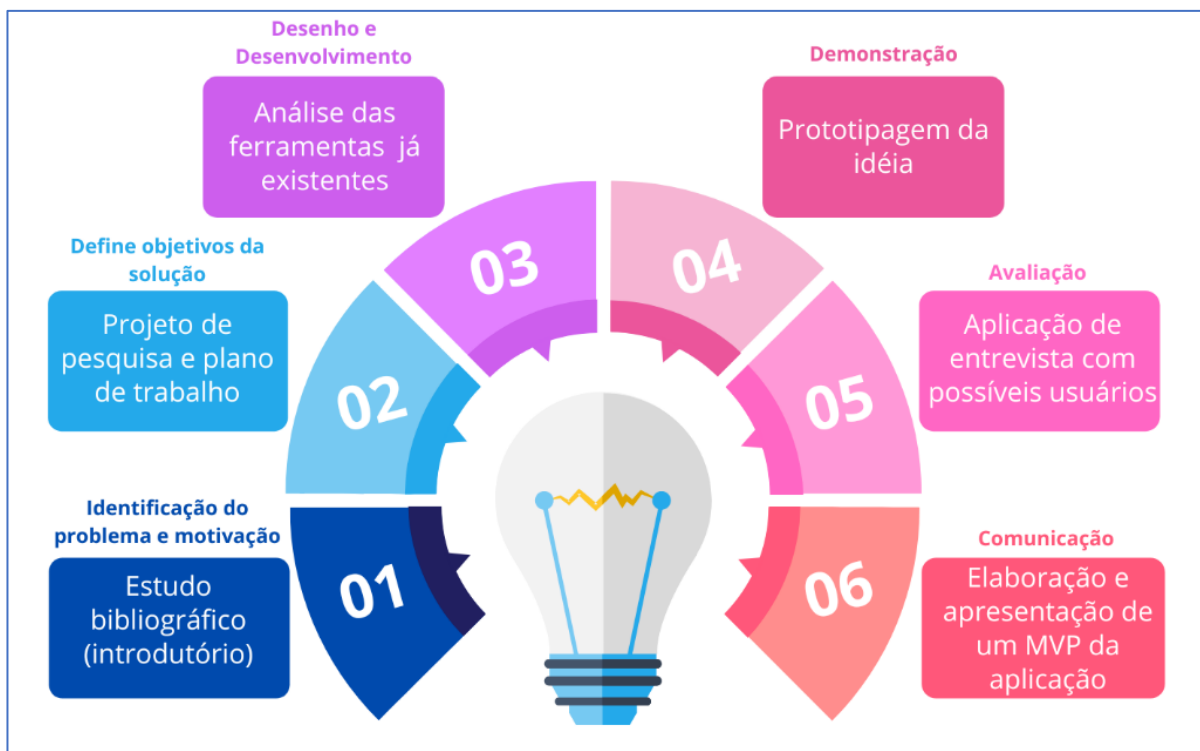 Identificação do
problema e motivação
Estudo
bibliográfico
(introdutório)
01
Define objetivos da
solução
Projeto de
pesquisa e plano
de trabalho
02
Desenho e
Desenvolvimento
Análise das
ferramentas já
existentes
03
Demonstração
Prototipagem da
idéia
04
Avaliação
Aplicação de
entrevista com
possíveis usuários
05
Comunicação
Elaboração e
apresentação de
um MVP da
aplicação
06